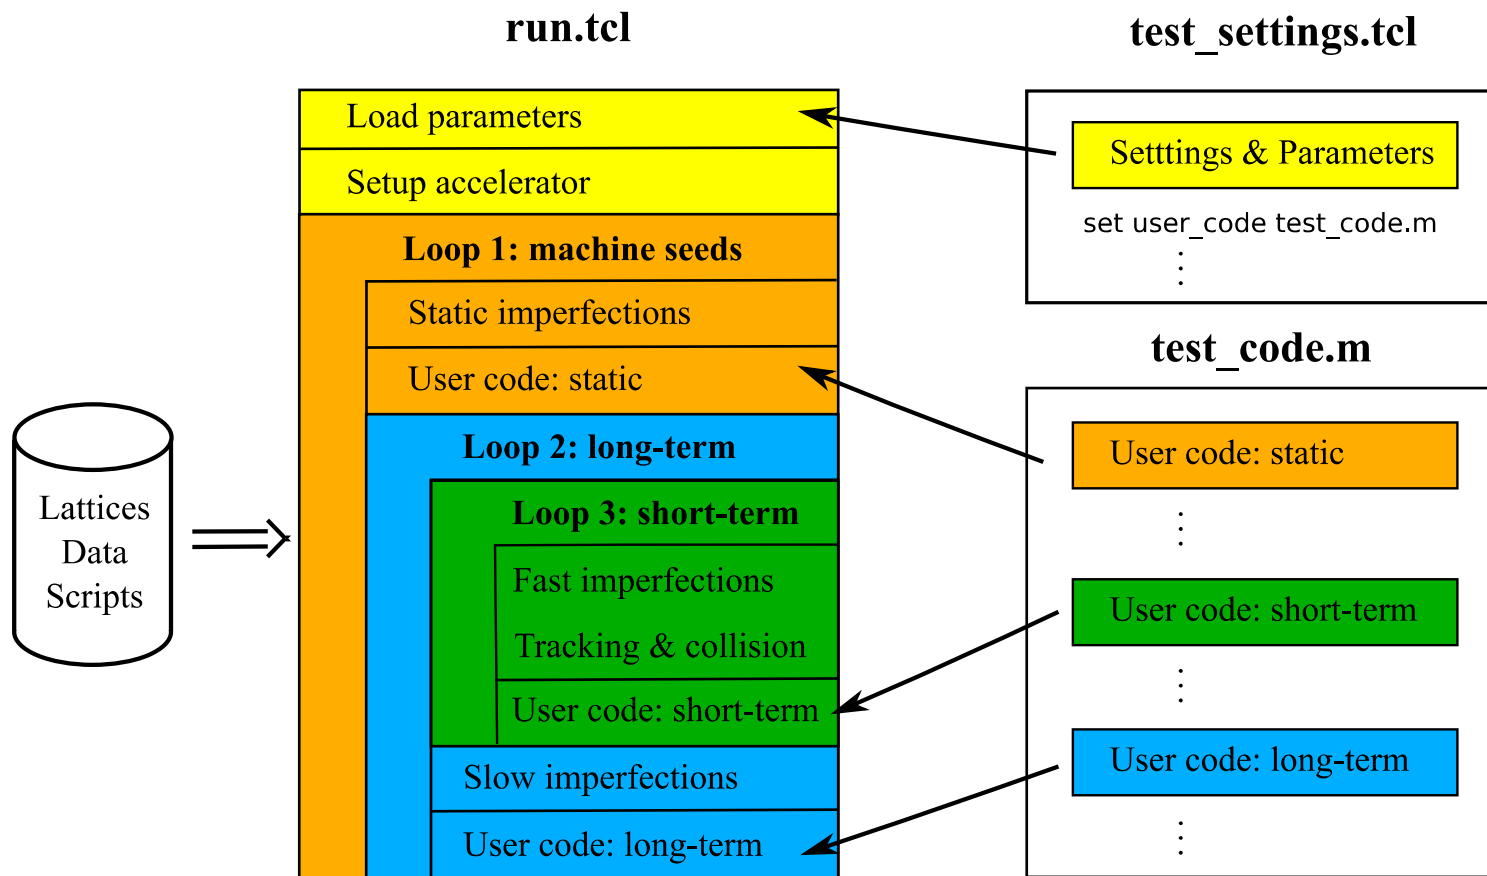 run.tcl
Load parameters
Setup accelerator
Loop 1: machine seeds
Static imperfections
User code: static
Loop 2: long-term
Loop 3: short-term
Fast imperfections
Tracking & collision
User code: short-term
Slow imperfections
User code: long-term
Lattices
Data
Scripts
test_settings.tcl
Setttings & Parameters
set user_code test_code.m
test_code.m
User code: static
User code: short-term
User code: long-term